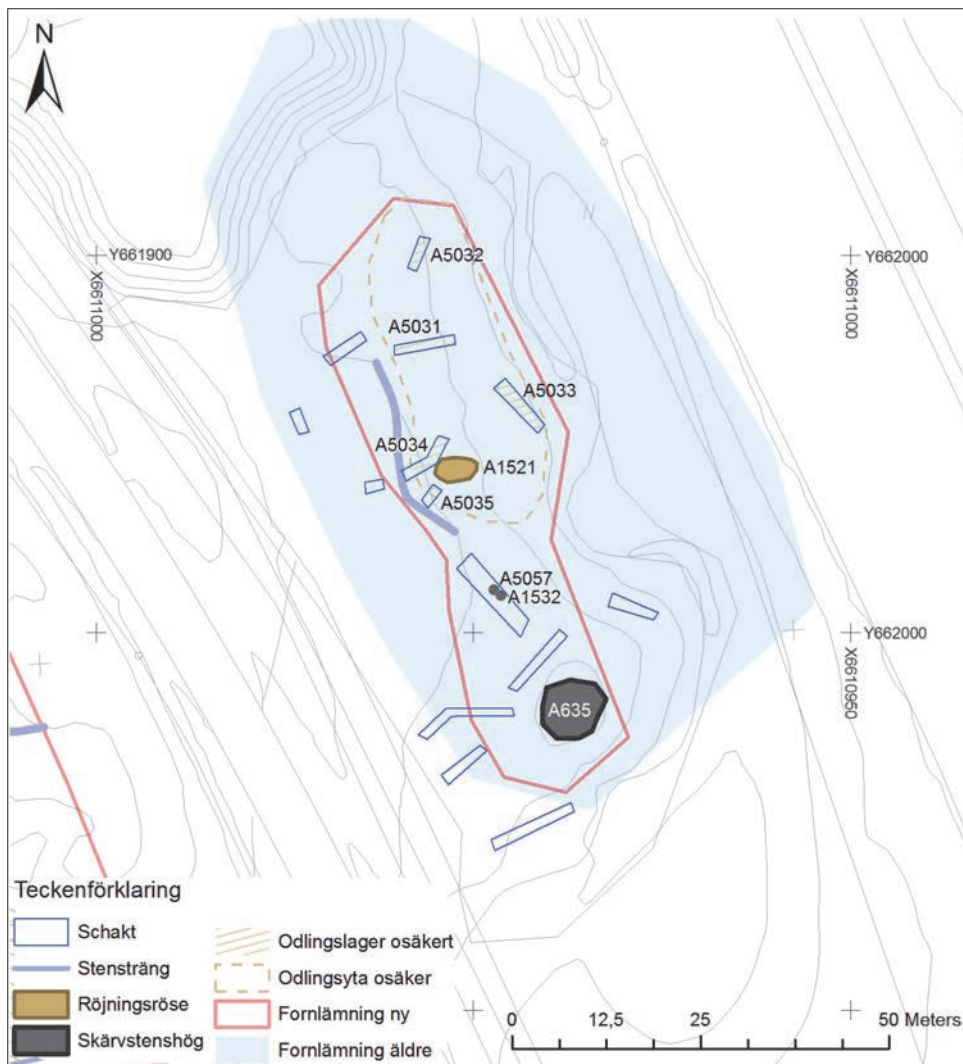 N
Y661900
Y662000
X6611000
X6611000
A5032
A5031
A5033
A5034
A1521
A5035
A5057
A1532
Y662000
X6610950
A635
Teckenförklaring
Schakt
Stensträng
Röjningsröse
Skärvstenshög
Odlingslager osäkert
Odlingsyta osäker
Fornlämning ny
Fornlämning äldre
0 12,5 25 50 Meters